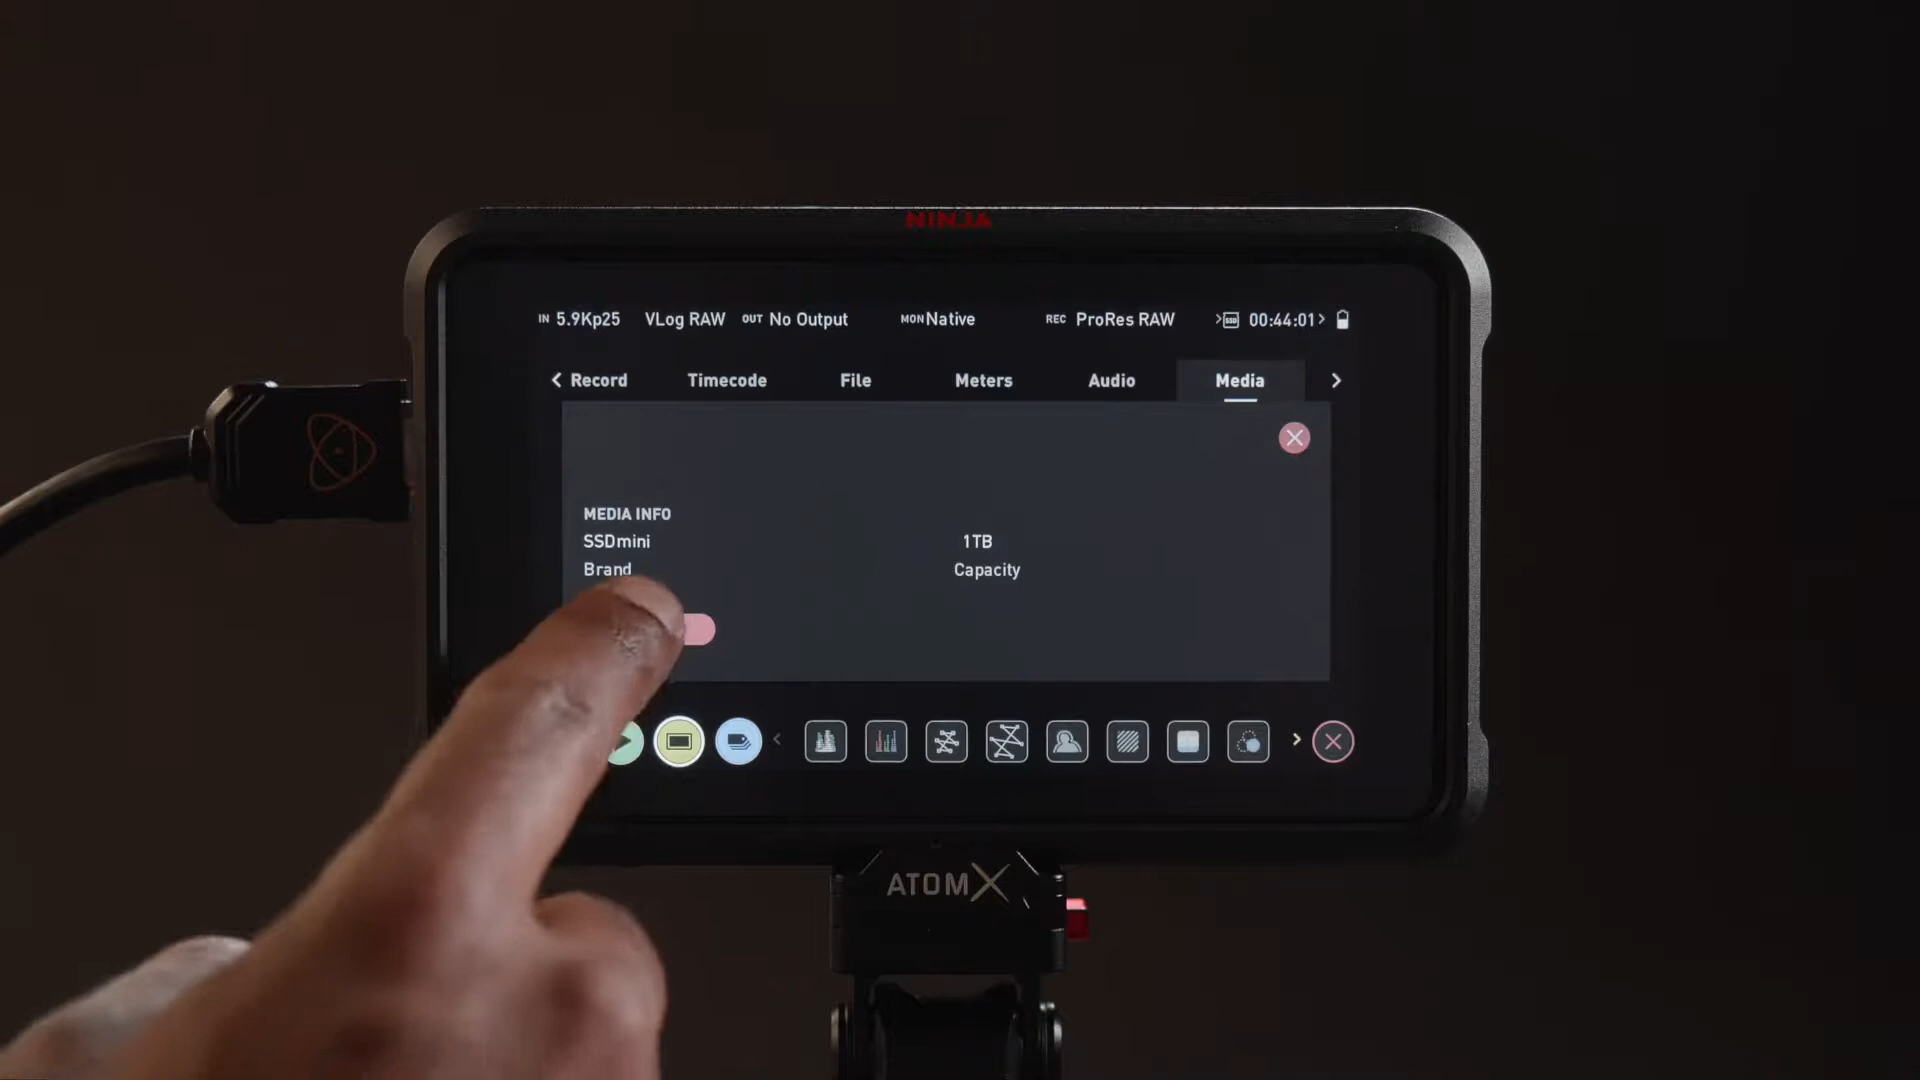 NINJA
IN 5.9Kp25 VLog RAW OUT No Output MON Native REC ProRes RAW >SSD 00:44:01>
< Record Timecode File Meters Audio Media >
MEDIA INFO
SSDmini 1TB
Brand Capacity
ATOMX